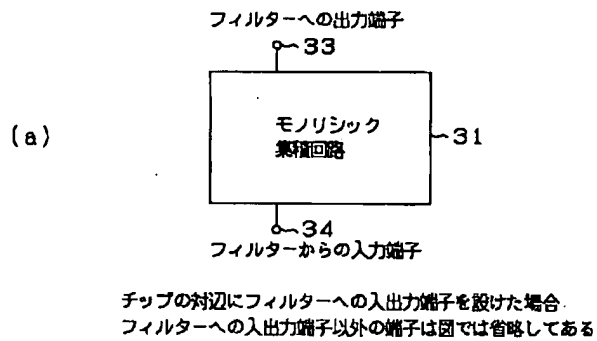 フィルターへの出力端子
33
(a)
モノリシック
集積回路
31
34
フィルターからの入力端子
チップの対辺にフィルターへの入出力端子を設けた場合
フィルターへの入出力端子以外の端子は図では省略してある